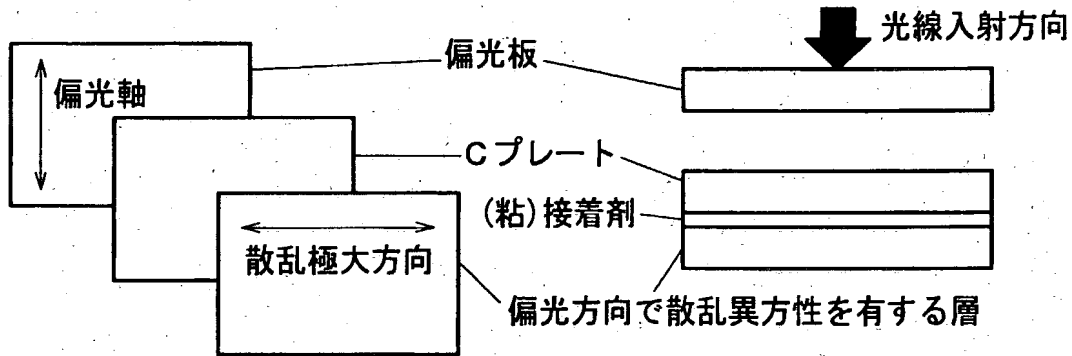 光線入射方向
偏光板
偏光軸
Cプレート
(粘)接着剤
散乱極大方向
偏光方向で散乱異方性を有する層